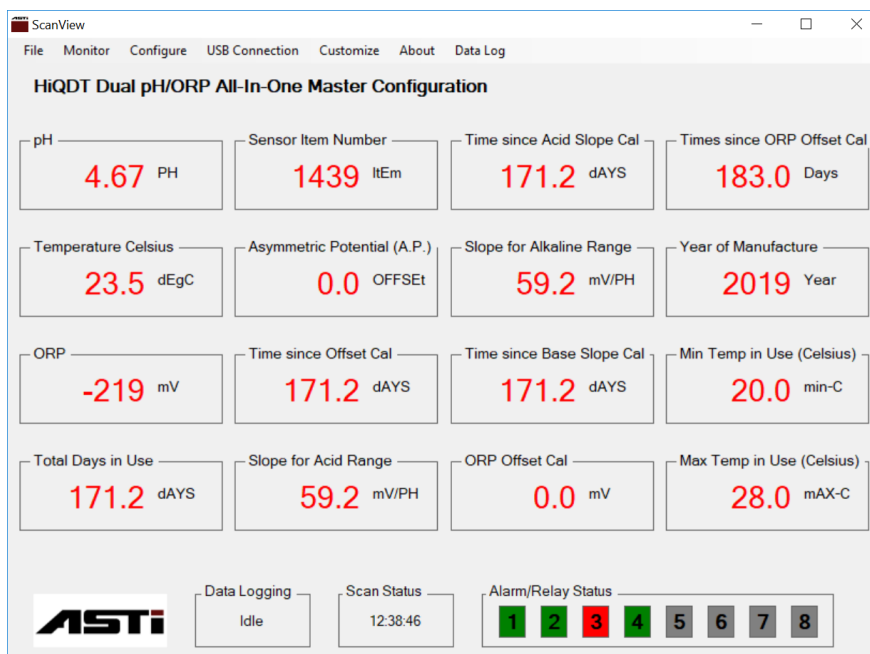 ScanView
File Monitor Configure USB Connection Customize About Data Log
HiQDT Dual pH/ORP All-In-One Master Configuration
pH
4.67 PH
Sensor Item Number
1439 ItEm
Time since Acid Slope Cal
171.2 dAYS
Times since ORP Offset Cal
183.0 Days
Temperature Celsius
23.5 dEgC
Asymmetric Potential (A.P.)
0.0 OFFSEt
Slope for Alkaline Range
59.2 mV/PH
Year of Manufacture
2019 Year
ORP
-219 mV
Time since Offset Cal
171.2 dAYS
Time since Base Slope Cal
171.2 dAYS
Min Temp in Use (Celsius)
20.0 min-C
Total Days in Use
171.2 dAYS
Slope for Acid Range
59.2 mV/PH
ORP Offset Cal
0.0 mV
Max Temp in Use (Celsius)
28.0 mAX-C
ASTi
Data Logging
Idle
Scan Status
12:38:46
Alarm/Relay Status
1 2 3 4 5 6 7 8